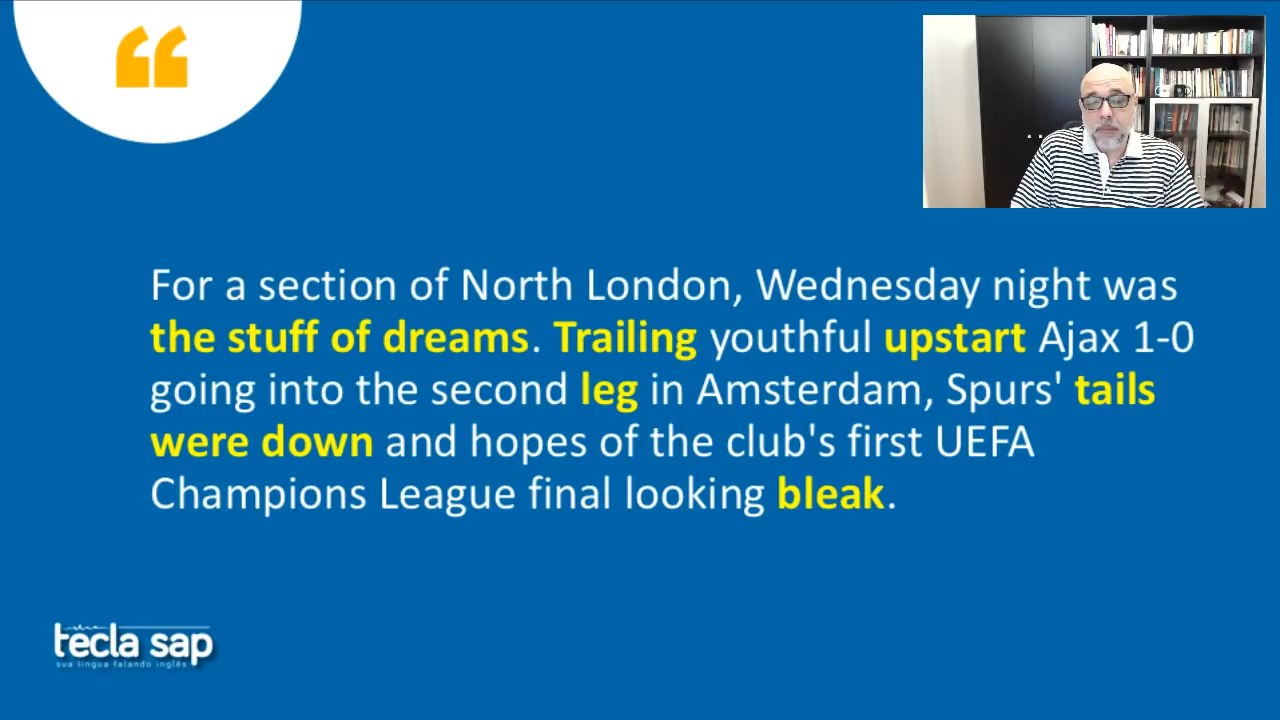 For a section of North London, Wednesday night was
the stuff of dreams. Trailing youthful upstart Ajax 1-0
going into the second leg in Amsterdam, Spurs' tails
were down and hopes of the club's first UEFA
Champions League final looking bleak.
tecla sap
sua língua falando inglês